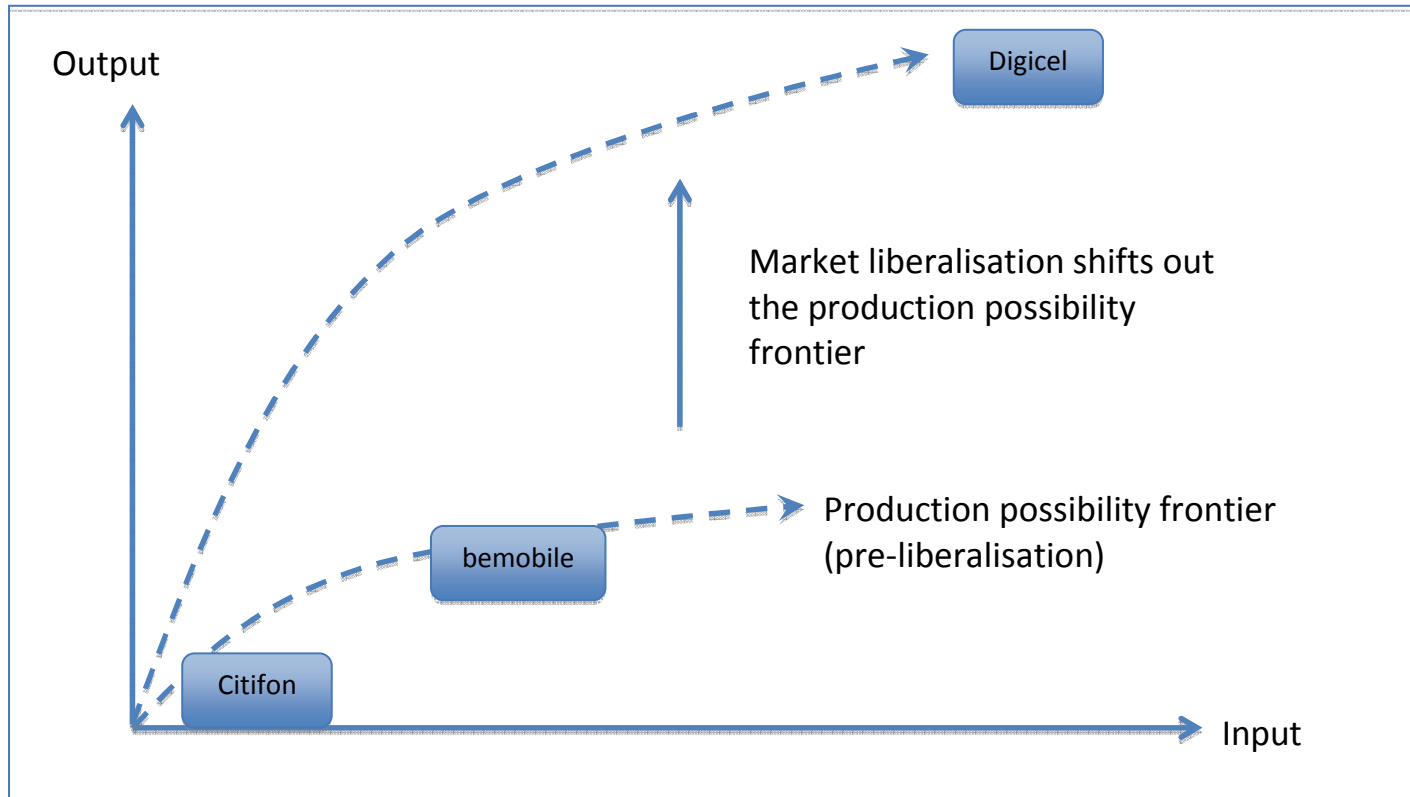 Output
Digicel
Market liberalisation shifts out
the production possibility
frontier
Production possibility frontier
(pre-liberalisation)
bemobile
Citifon
Input